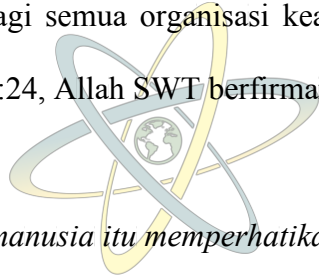 agi semua organisasi kea
:24, Allah SWT berfirma
manusia itu memperhatika